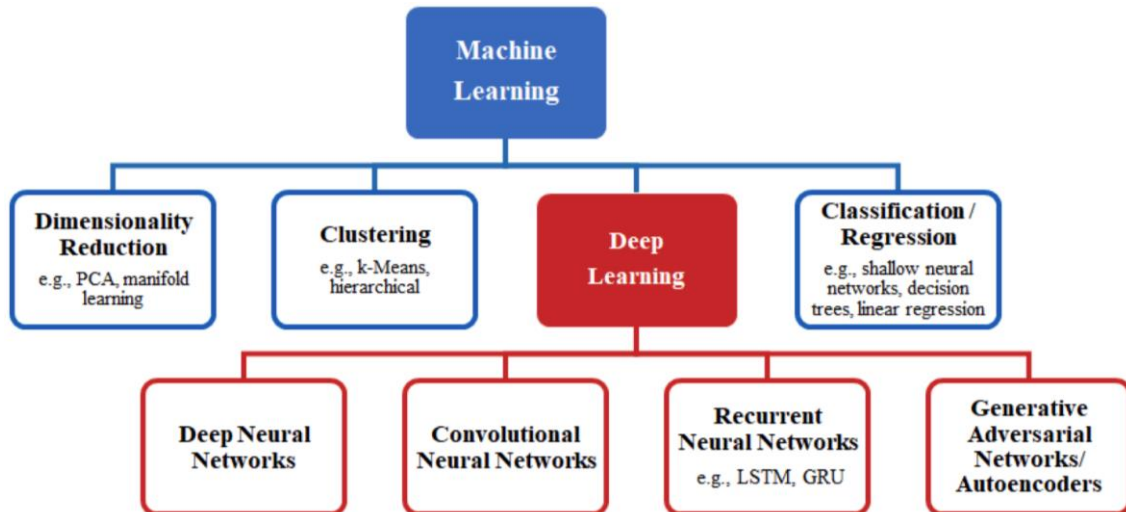 Machine
Learning
Dimensionality
Reduction
e.g., PCA, manifold
learning
Clustering
e.g., k-Means,
hierarchical
Deep
Learning
Classification /
Regression
e.g., shallow neural
networks, decision
trees, linear regression
Deep Neural
Networks
Convolutional
Neural Networks
Recurrent
Neural Networks
e.g., LSTM, GRU
Generative
Adversarial
Networks/
Autoencoders